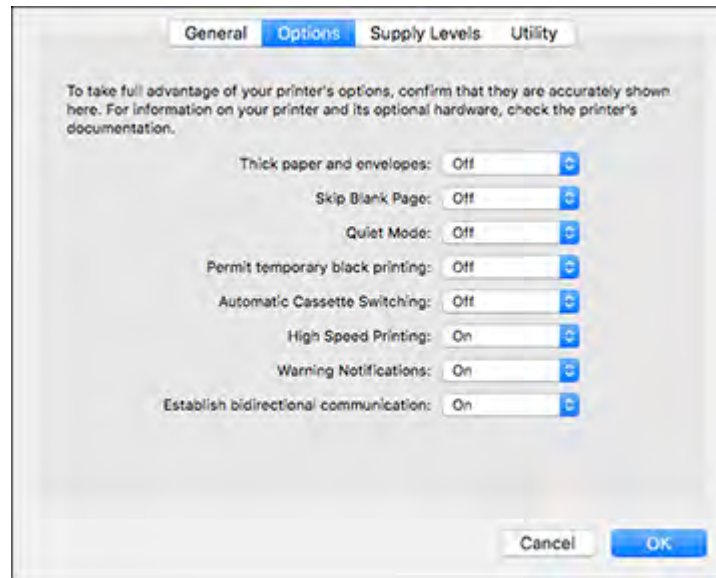 General Options Supply Levels Utility
To take full advantage of your printer's options, confirm that they are accurately shown
here. For information on your printer and its optional hardware, check the printer's
documentation.
Thick paper and envelopes: Off
Skip Blank Page: Off
Quiet Mode: Off
Permit temporary black printing: Off
Automatic Cassette Switching: Off
High Speed Printing: On
Warning Notifications: On
Establish bidirectional communication: On
Cancel OK